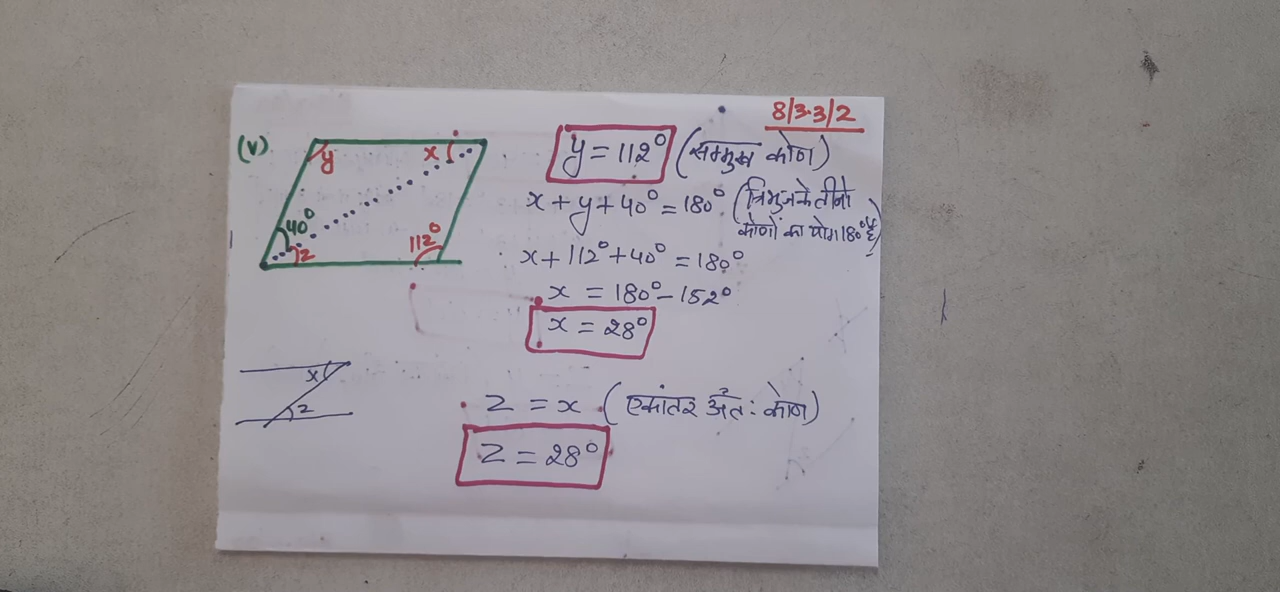 8/3.3/2
(v)
y
x
40°
z
112°
y = 112° (सम्मुख कोण)
x + y + 40° = 180° (त्रिभुज के तीनो
कोणों का योग 180° है)
x + 112° + 40° = 180°
x = 180° - 152°
x = 28°
x
z
z = x (एकांतर अंतः कोण)
z = 28°